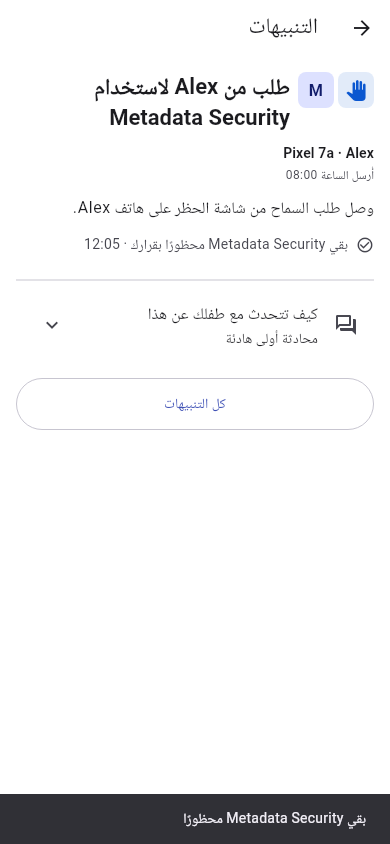 التنبيهات
M
طلب من Alex لاستخدام
Metadata Security
Pixel 7a · Alex
أرسل الساعة 08:00
وصل طلب السماح من شاشة الحظر على هاتف Alex.
بقي Metadata Security محظورًا بقرارك · 12:05
كيف تتحدث مع طفلك عن هذا
محادثة أولى هادئة
كل التنبيهات
بقي Metadata Security محظورًا